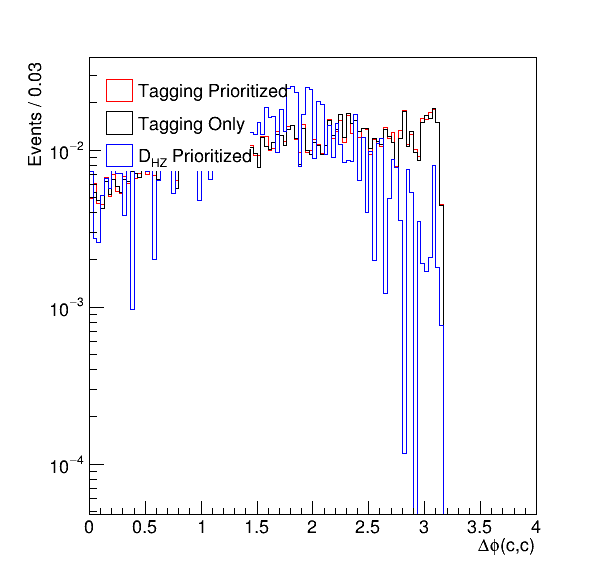 Events / 0.03
Tagging Prioritized
Tagging Only
D_HZ Prioritized
10⁻²
10⁻³
10⁻⁴
0 0.5 1 1.5 2 2.5 3 3.5 4
Δϕ(c,c)